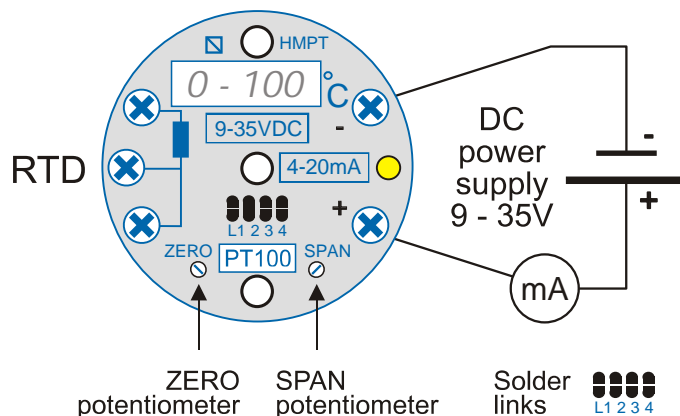 HMPT
0 - 100 °C
9-35VDC
-
RTD
4-20mA
+
L1 2 3 4
ZERO
PT100
SPAN
DC
power
supply
9 - 35V
-
+
mA
ZERO
potentiometer
SPAN
potentiometer
Solder
links
L1 2 3 4